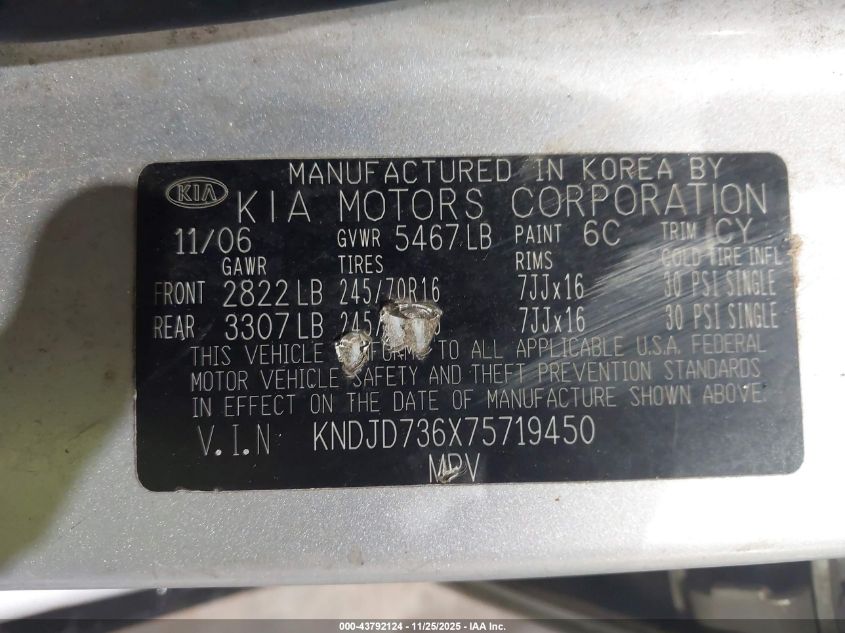 MANUFACTURED IN KOREA BY
KIA KIA MOTORS CORPORATION
11/06 GVWR 5467LB PAINT 6C TRIM CY
GAWR TIRES RIMS COLD TIRE INFL
FRONT 2822LB 245/70R16 7JJx16 30 PSI SINGLE
REAR 3307LB 7JJx16 30 PSI SINGLE
THIS VEHICLE TO ALL APPLICABLE U.S.A. FEDERAL
MOTOR VEHICLE SAFETY AND THEFT PREVENTION STANDARDS
IN EFFECT ON THE DATE OF MANUFACTURE SHOWN ABOVE.
V.I.N KNDJD736X75719450
MPV
000-43792124 - 11/25/2025 - IAA, Inc.